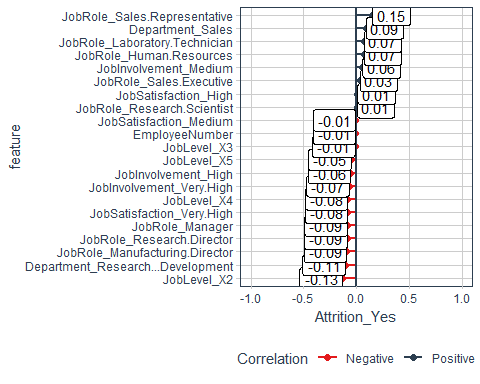 JobRole_Sales.Representative 0.15
Department_Sales 0.09
JobRole_Laboratory.Technician 0.07
JobRole_Human.Resources 0.07
JobInvolvement_Medium 0.06
JobRole_Sales.Executive 0.03
JobSatisfaction_High 0.01
JobRole_Research.Scientist 0.01
JobSatisfaction_Medium -0.01
EmployeeNumber -0.01
JobLevel_X3 -0.01
JobLevel_X5 -0.05
JobInvolvement_High -0.06
JobInvolvement_Very.High -0.07
JobLevel_X4 -0.08
JobSatisfaction_Very.High -0.08
JobRole_Manager -0.09
JobRole_Research.Director -0.09
JobRole_Manufacturing.Director -0.09
Department_Research...Development -0.11
JobLevel_X2 -0.13
feature
-1.0 -0.5 0.0 0.5 1.0
Attrition_Yes
Correlation Negative Positive